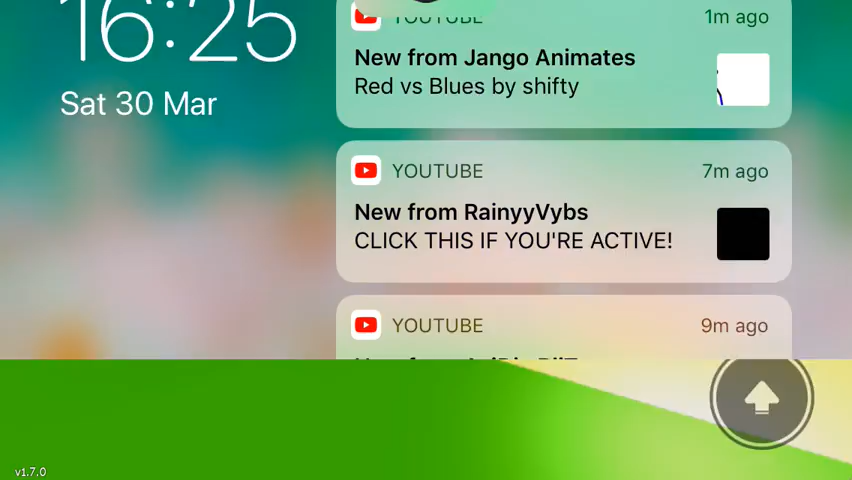 16:25
Sat 30 Mar
YOUTUBE
1m ago
New from Jango Animates
Red vs Blues by shifty
YOUTUBE
7m ago
New from RainyyVybs
CLICK THIS IF YOU'RE ACTIVE!
YOUTUBE
9m ago
v1.7.0